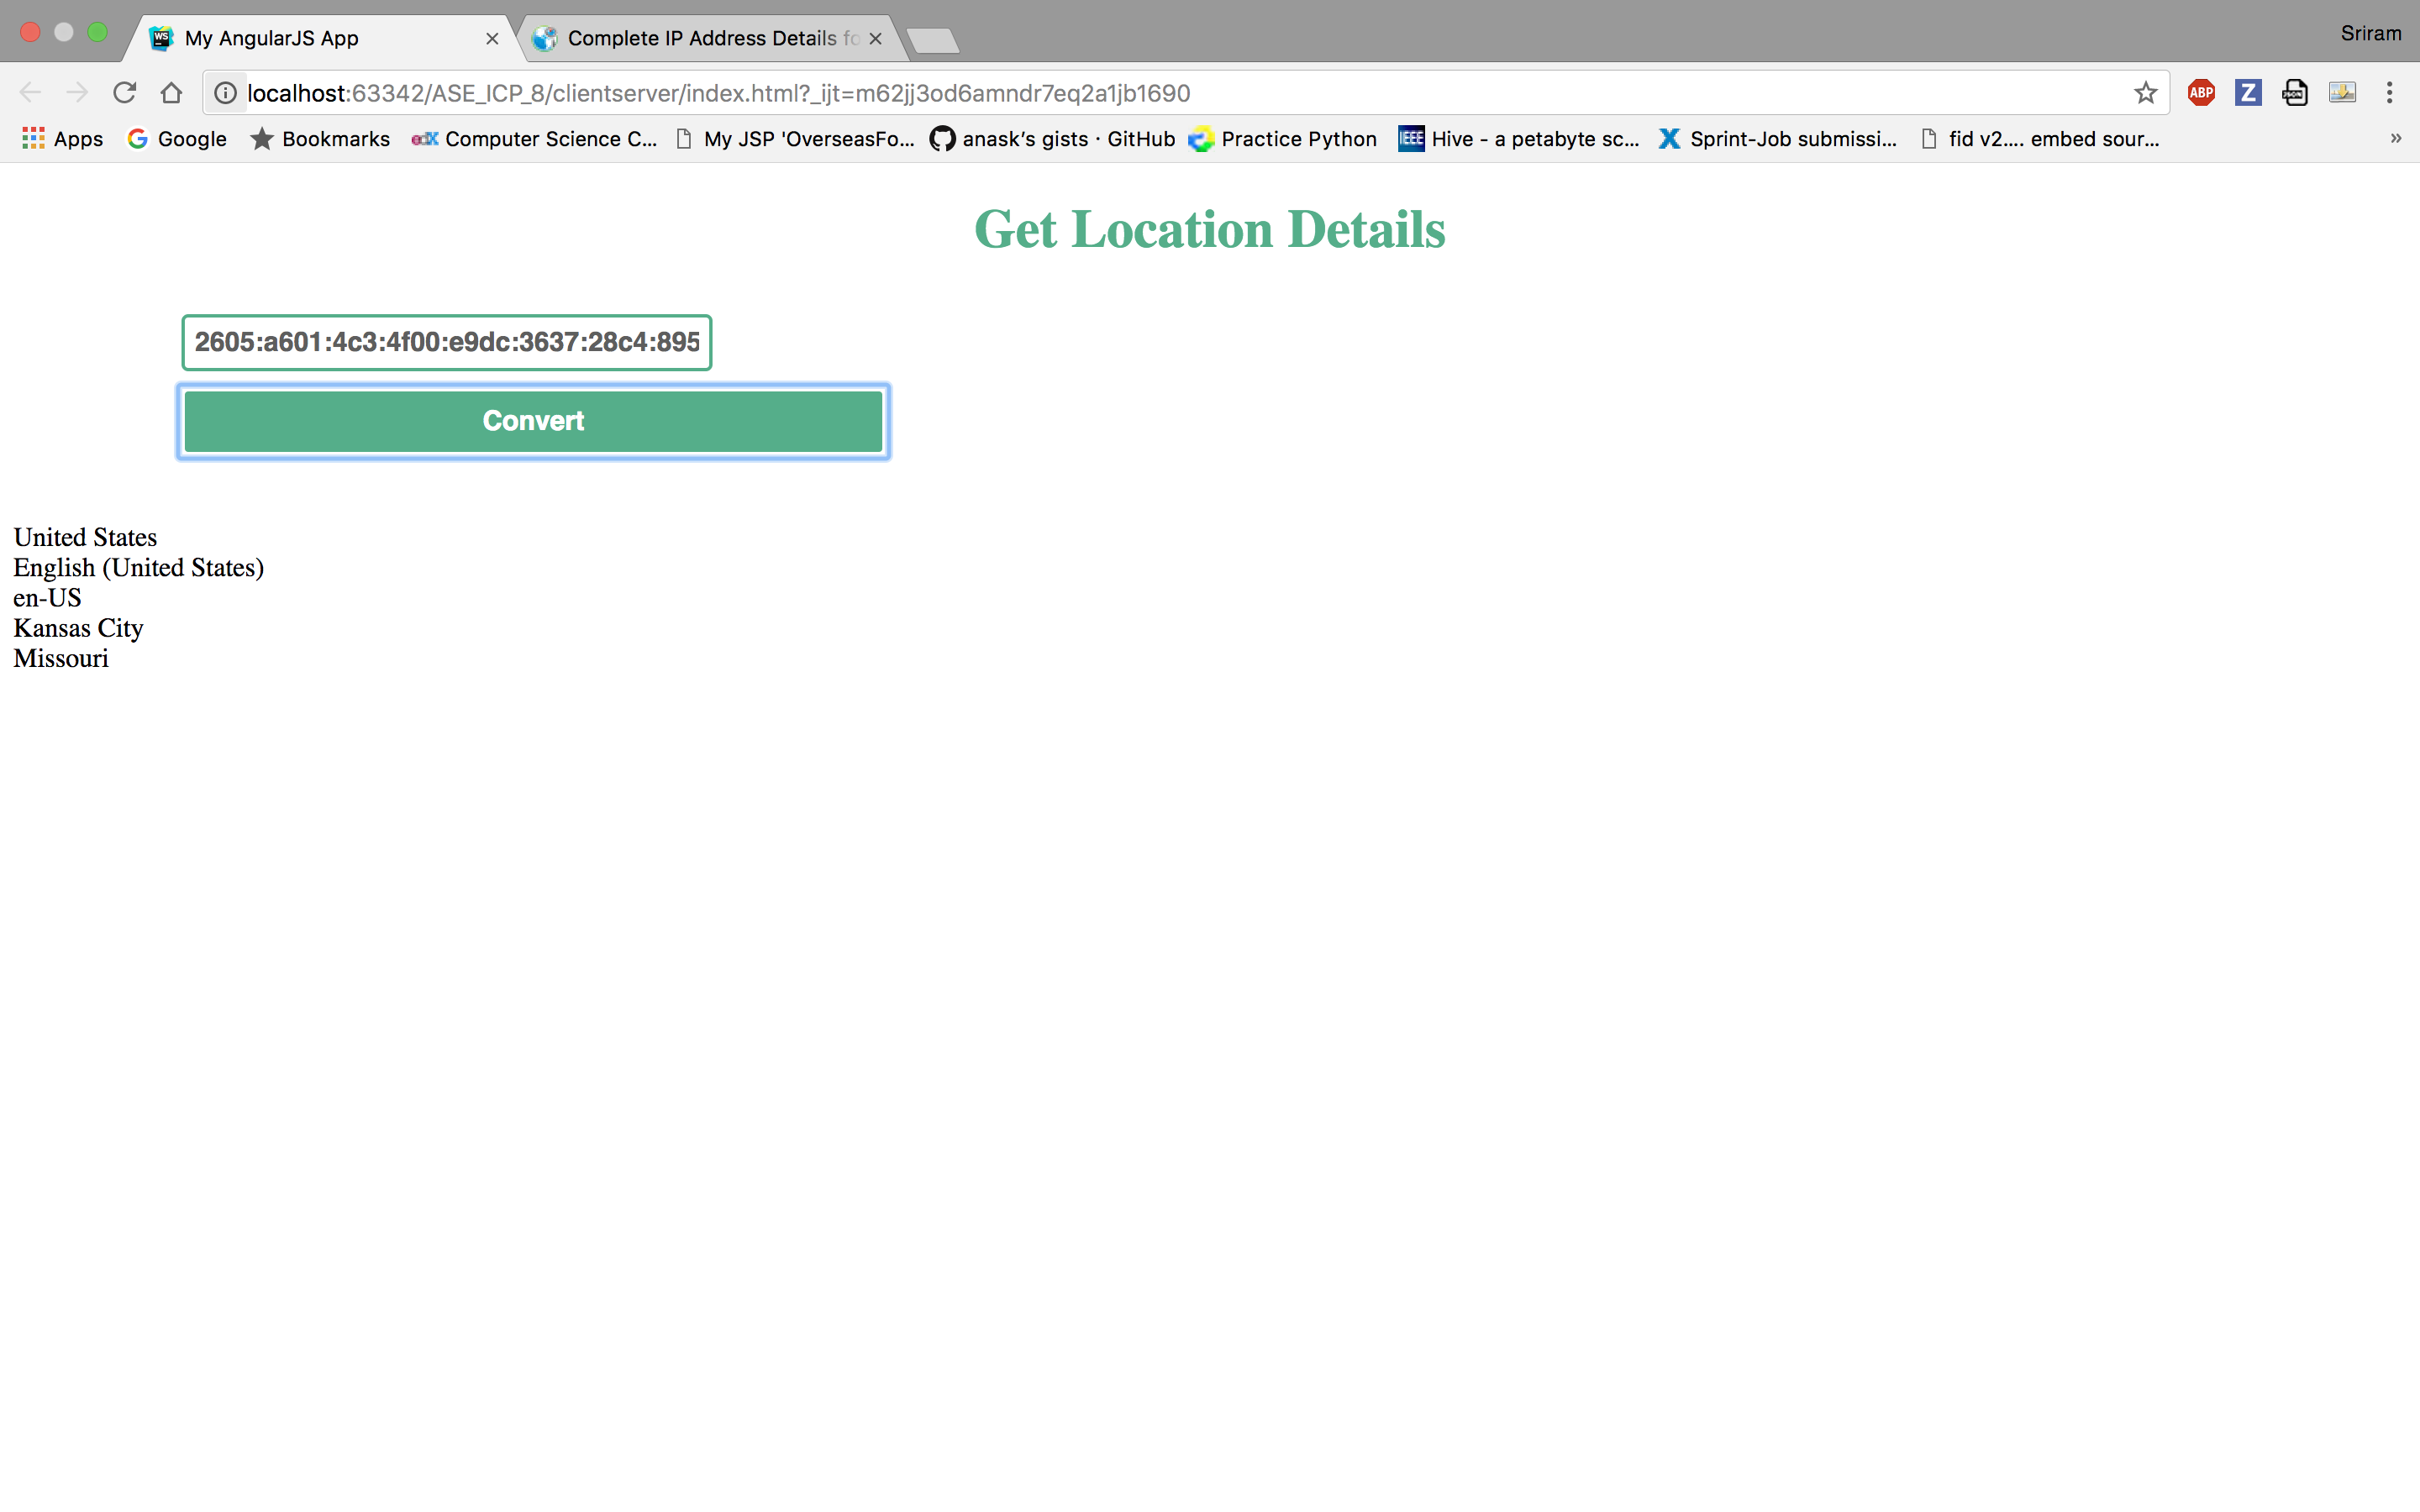 My AngularJS App
Complete IP Address Details fo
Sriram
localhost:63342/ASE_ICP_8/clientserver/index.html?_ijt=m62jj3od6amndr7eq2a1jb1690
ABP
Z
Apps
Google
Bookmarks
edX
Computer Science C...
My JSP 'OverseasFo...
anask's gists · GitHub
Practice Python
IEEE
Hive - a petabyte sc...
Sprint-Job submissi...
fid v2.... embed sour...
»
Get Location Details
2605:a601:4c3:4f00:e9dc:3637:28c4:895
Convert
United States
English (United States)
en-US
Kansas City
Missouri